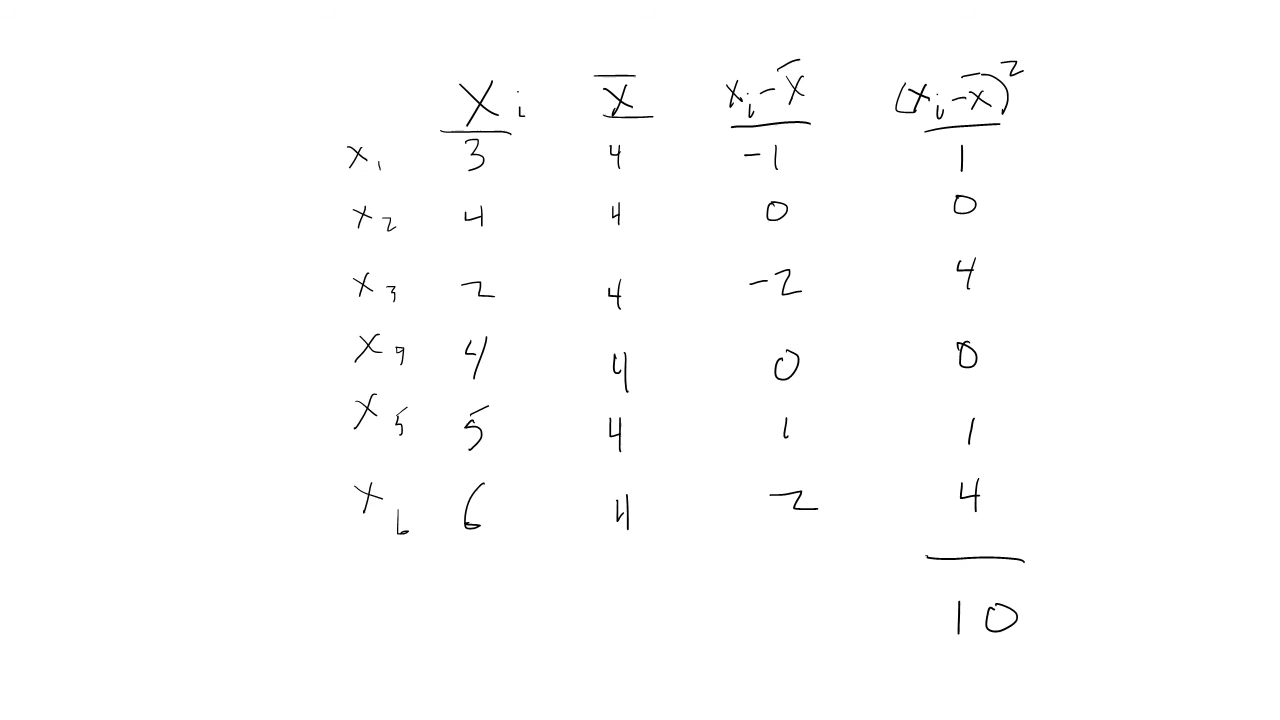 Xᵢ x̄ xᵢ-x̄ (xᵢ-x̄)²
x₁ 3 4 -1 1
x₂ 4 4 0 0
x₃ 2 4 -2 4
x₄ 4 4 0 0
x₅ 5 4 1 1
x₆ 6 4 2 4
10